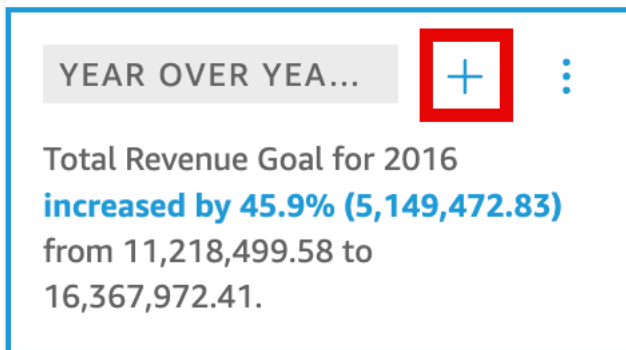 YEAR OVER YEA...
Total Revenue Goal for 2016
increased by 45.9% (5,149,472.83)
from 11,218,499.58 to
16,367,972.41.